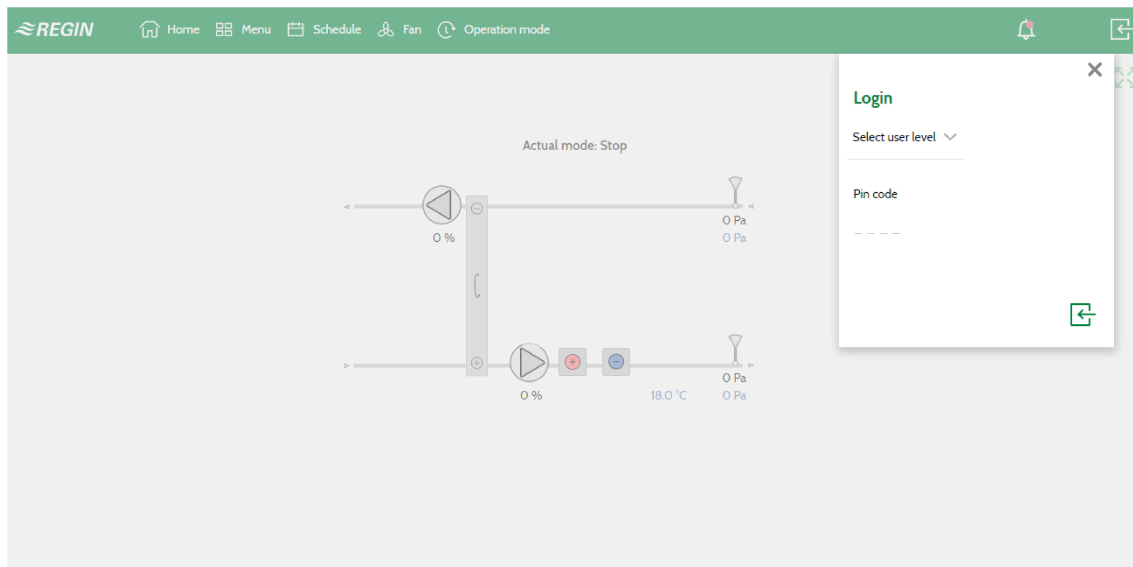 REGIN Home Menu Schedule Fan Operation mode
Login
Select user level
Actual mode: Stop
Pin code
0 Pa
0 % 0 Pa
0 Pa
0 % 18.0 °C 0 Pa